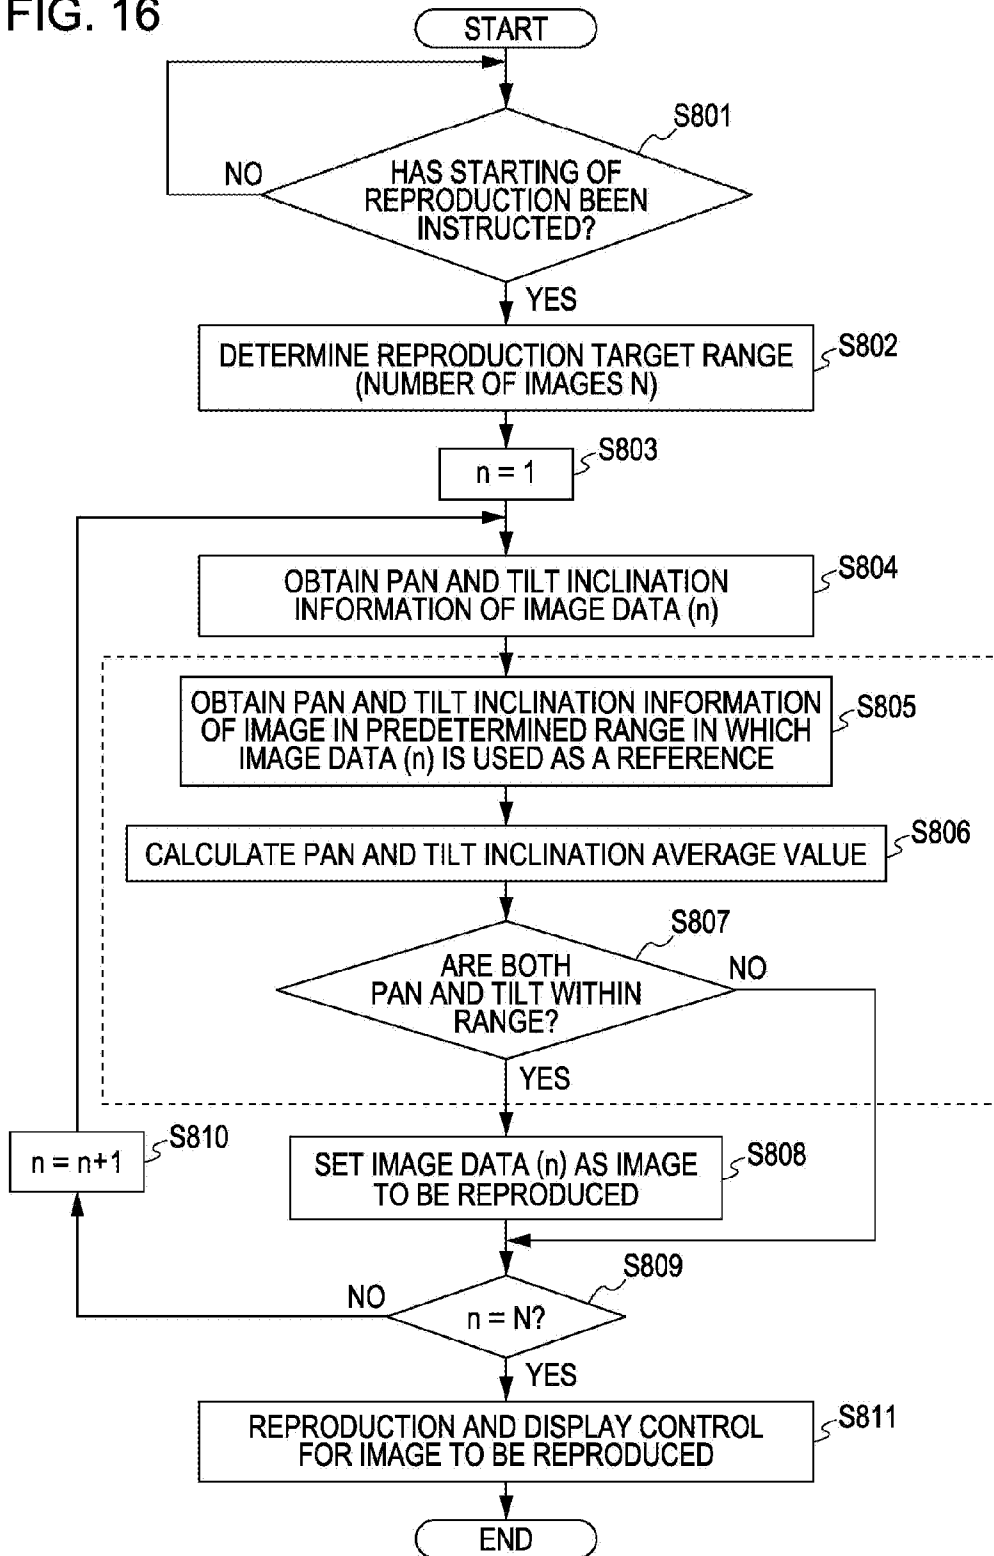 FIG. 16
START
S801
NO
HAS STARTING OF
REPRODUCTION BEEN
INSTRUCTED?
YES
S802
DETERMINE REPRODUCTION TARGET RANGE
(NUMBER OF IMAGES N)
S803
n = 1
S804
OBTAIN PAN AND TILT INCLINATION
INFORMATION OF IMAGE DATA (n)
OBTAIN PAN AND TILT INCLINATION INFORMATION
S805
OF IMAGE IN PREDETERMINED RANGE IN WHICH
IMAGE DATA (n) IS USED AS A REFERENCE
S806
CALCULATE PAN AND TILT INCLINATION AVERAGE VALUE
S807
ARE BOTH
NO
PAN AND TILT WITHIN
RANGE?
YES
S810
n = n+1
S808
SET IMAGE DATA (n) AS IMAGE
TO BE REPRODUCED
S809
NO
n = N?
YES
S811
REPRODUCTION AND DISPLAY CONTROL
FOR IMAGE TO BE REPRODUCED
END